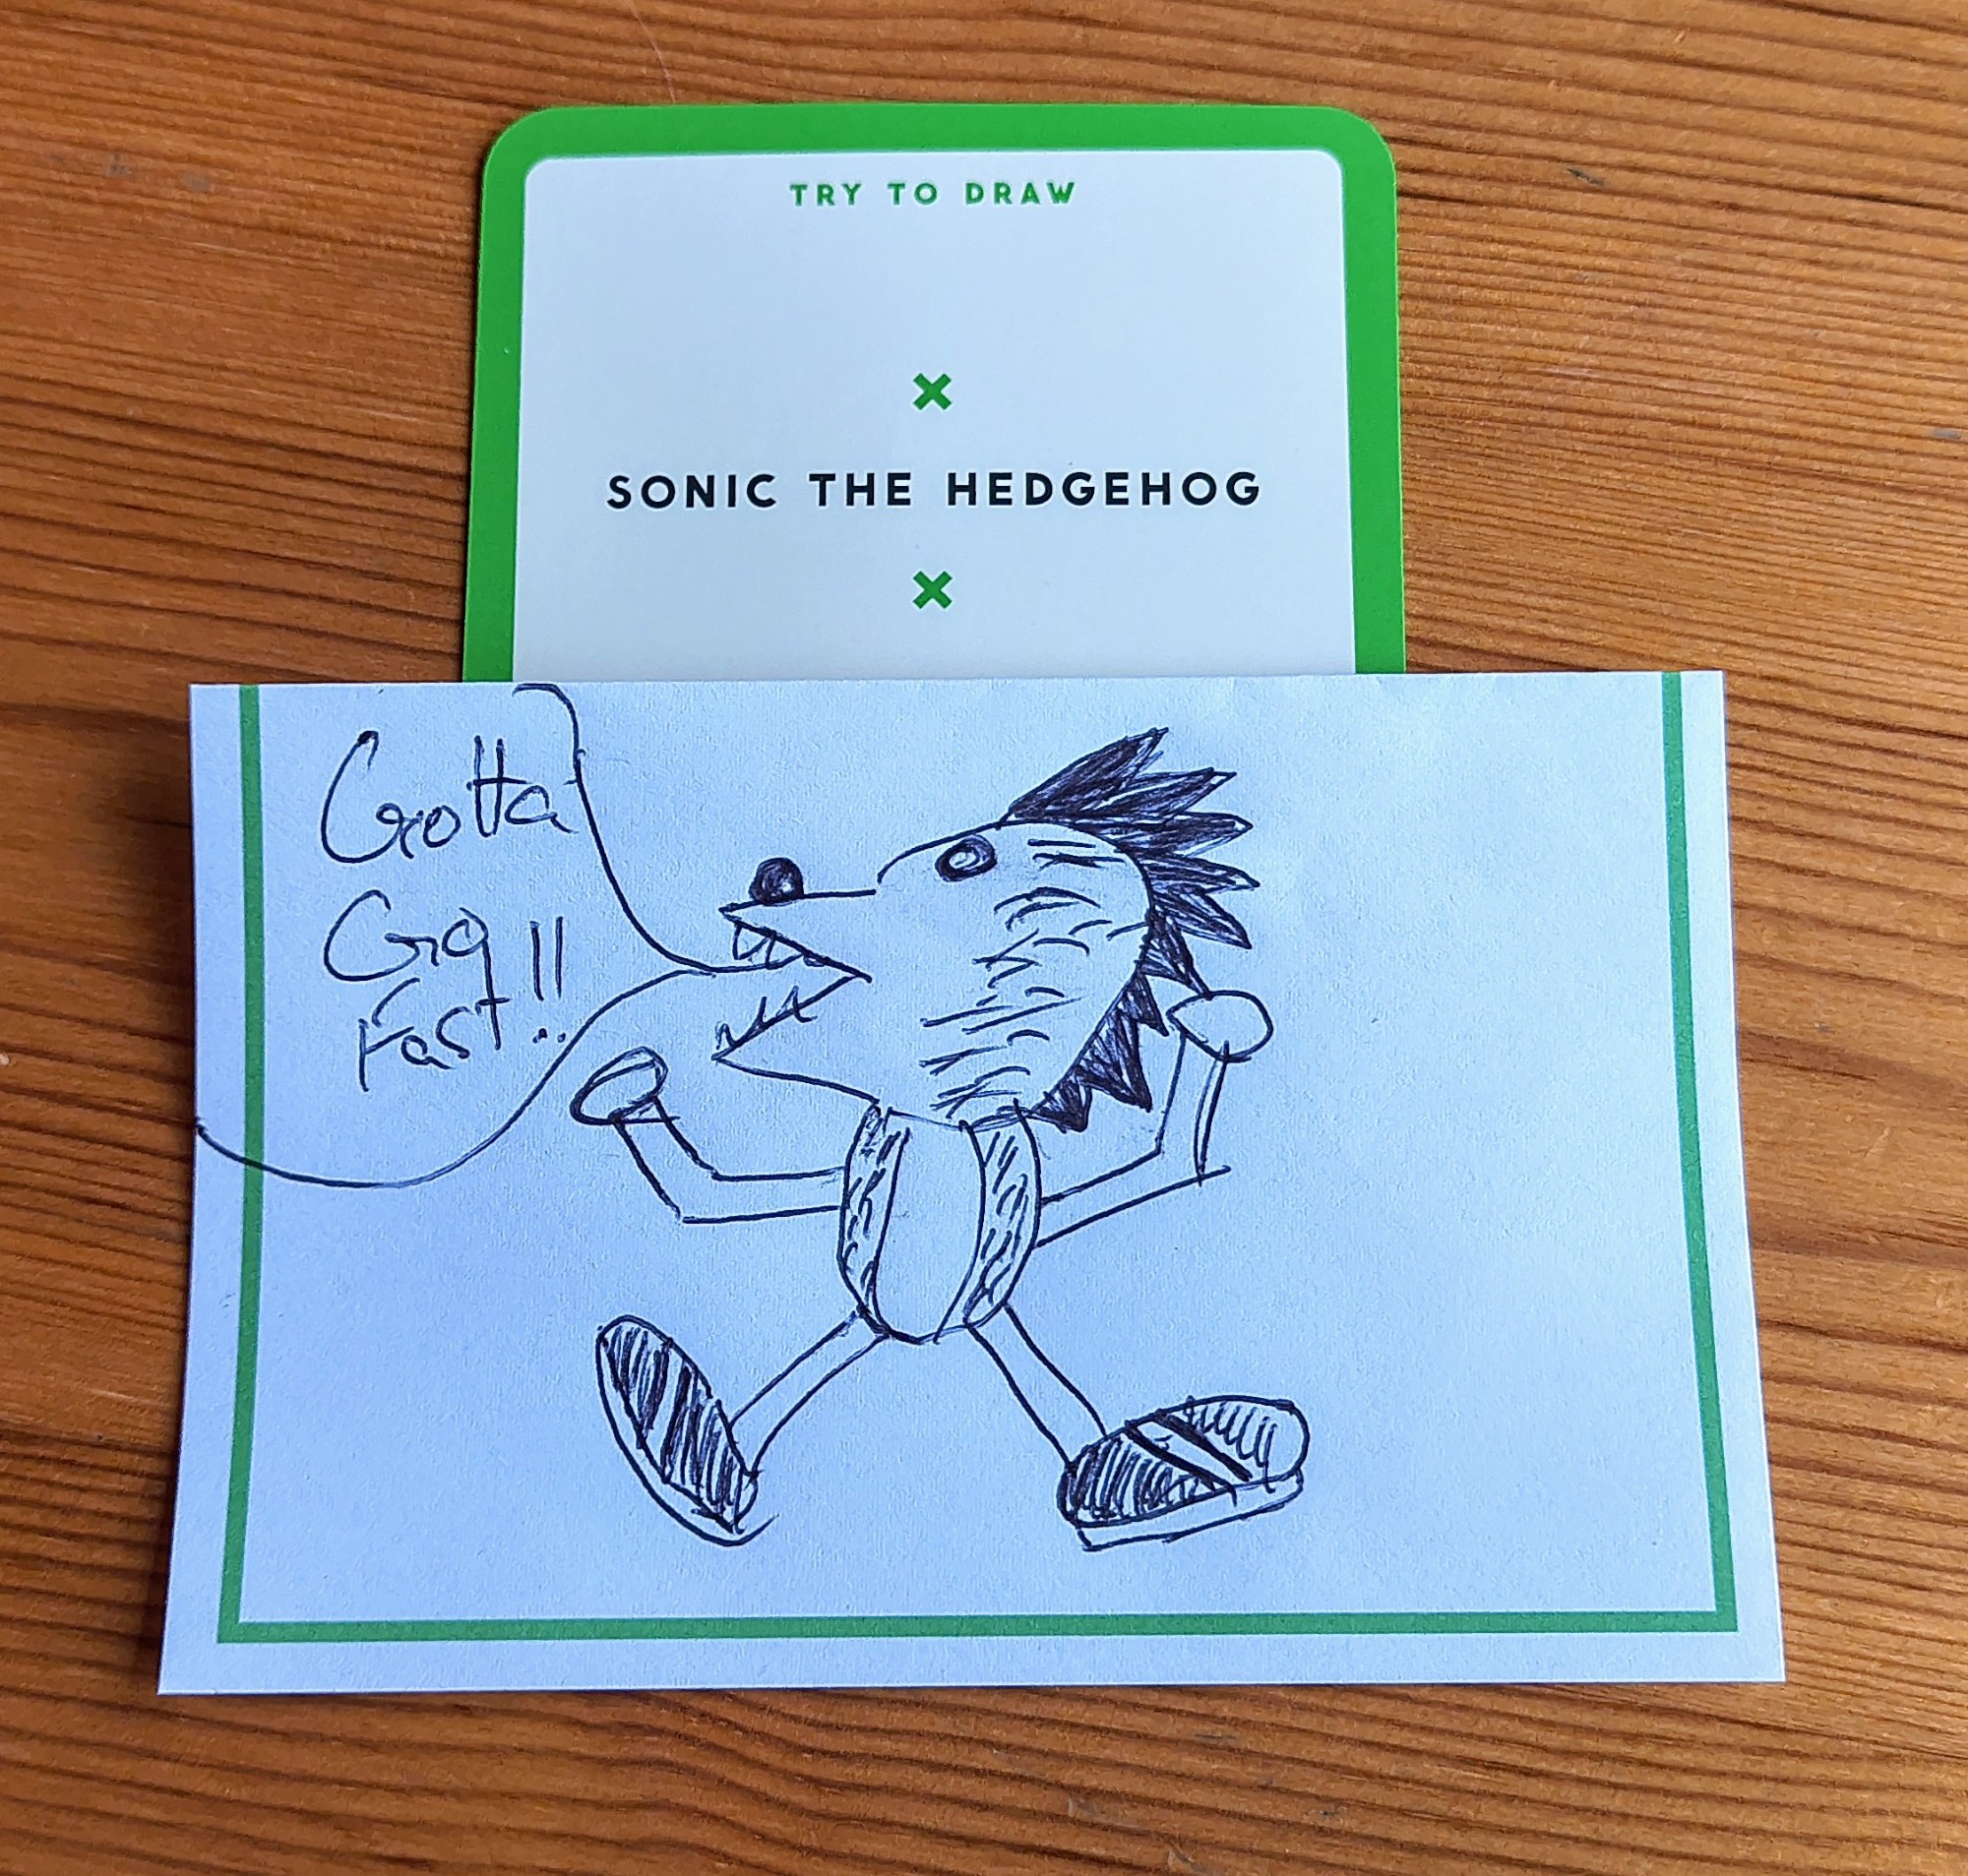 TRY TO DRAW
SONIC THE HEDGEHOG
Gotta
Go
Fast!!